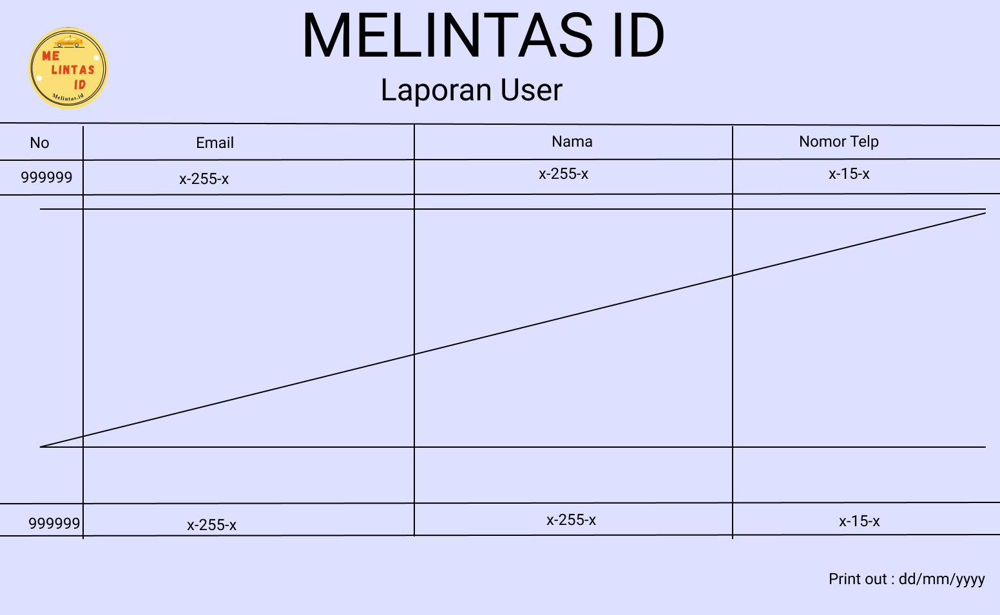 MELINTAS ID
Laporan User
ME
LINTAS
ID
Melintas.id
No Email Nama Nomor Telp
999999 x-255-x x-255-x x-15-x
999999 x-255-x x-255-x x-15-x
Print out : dd/mm/yyyy